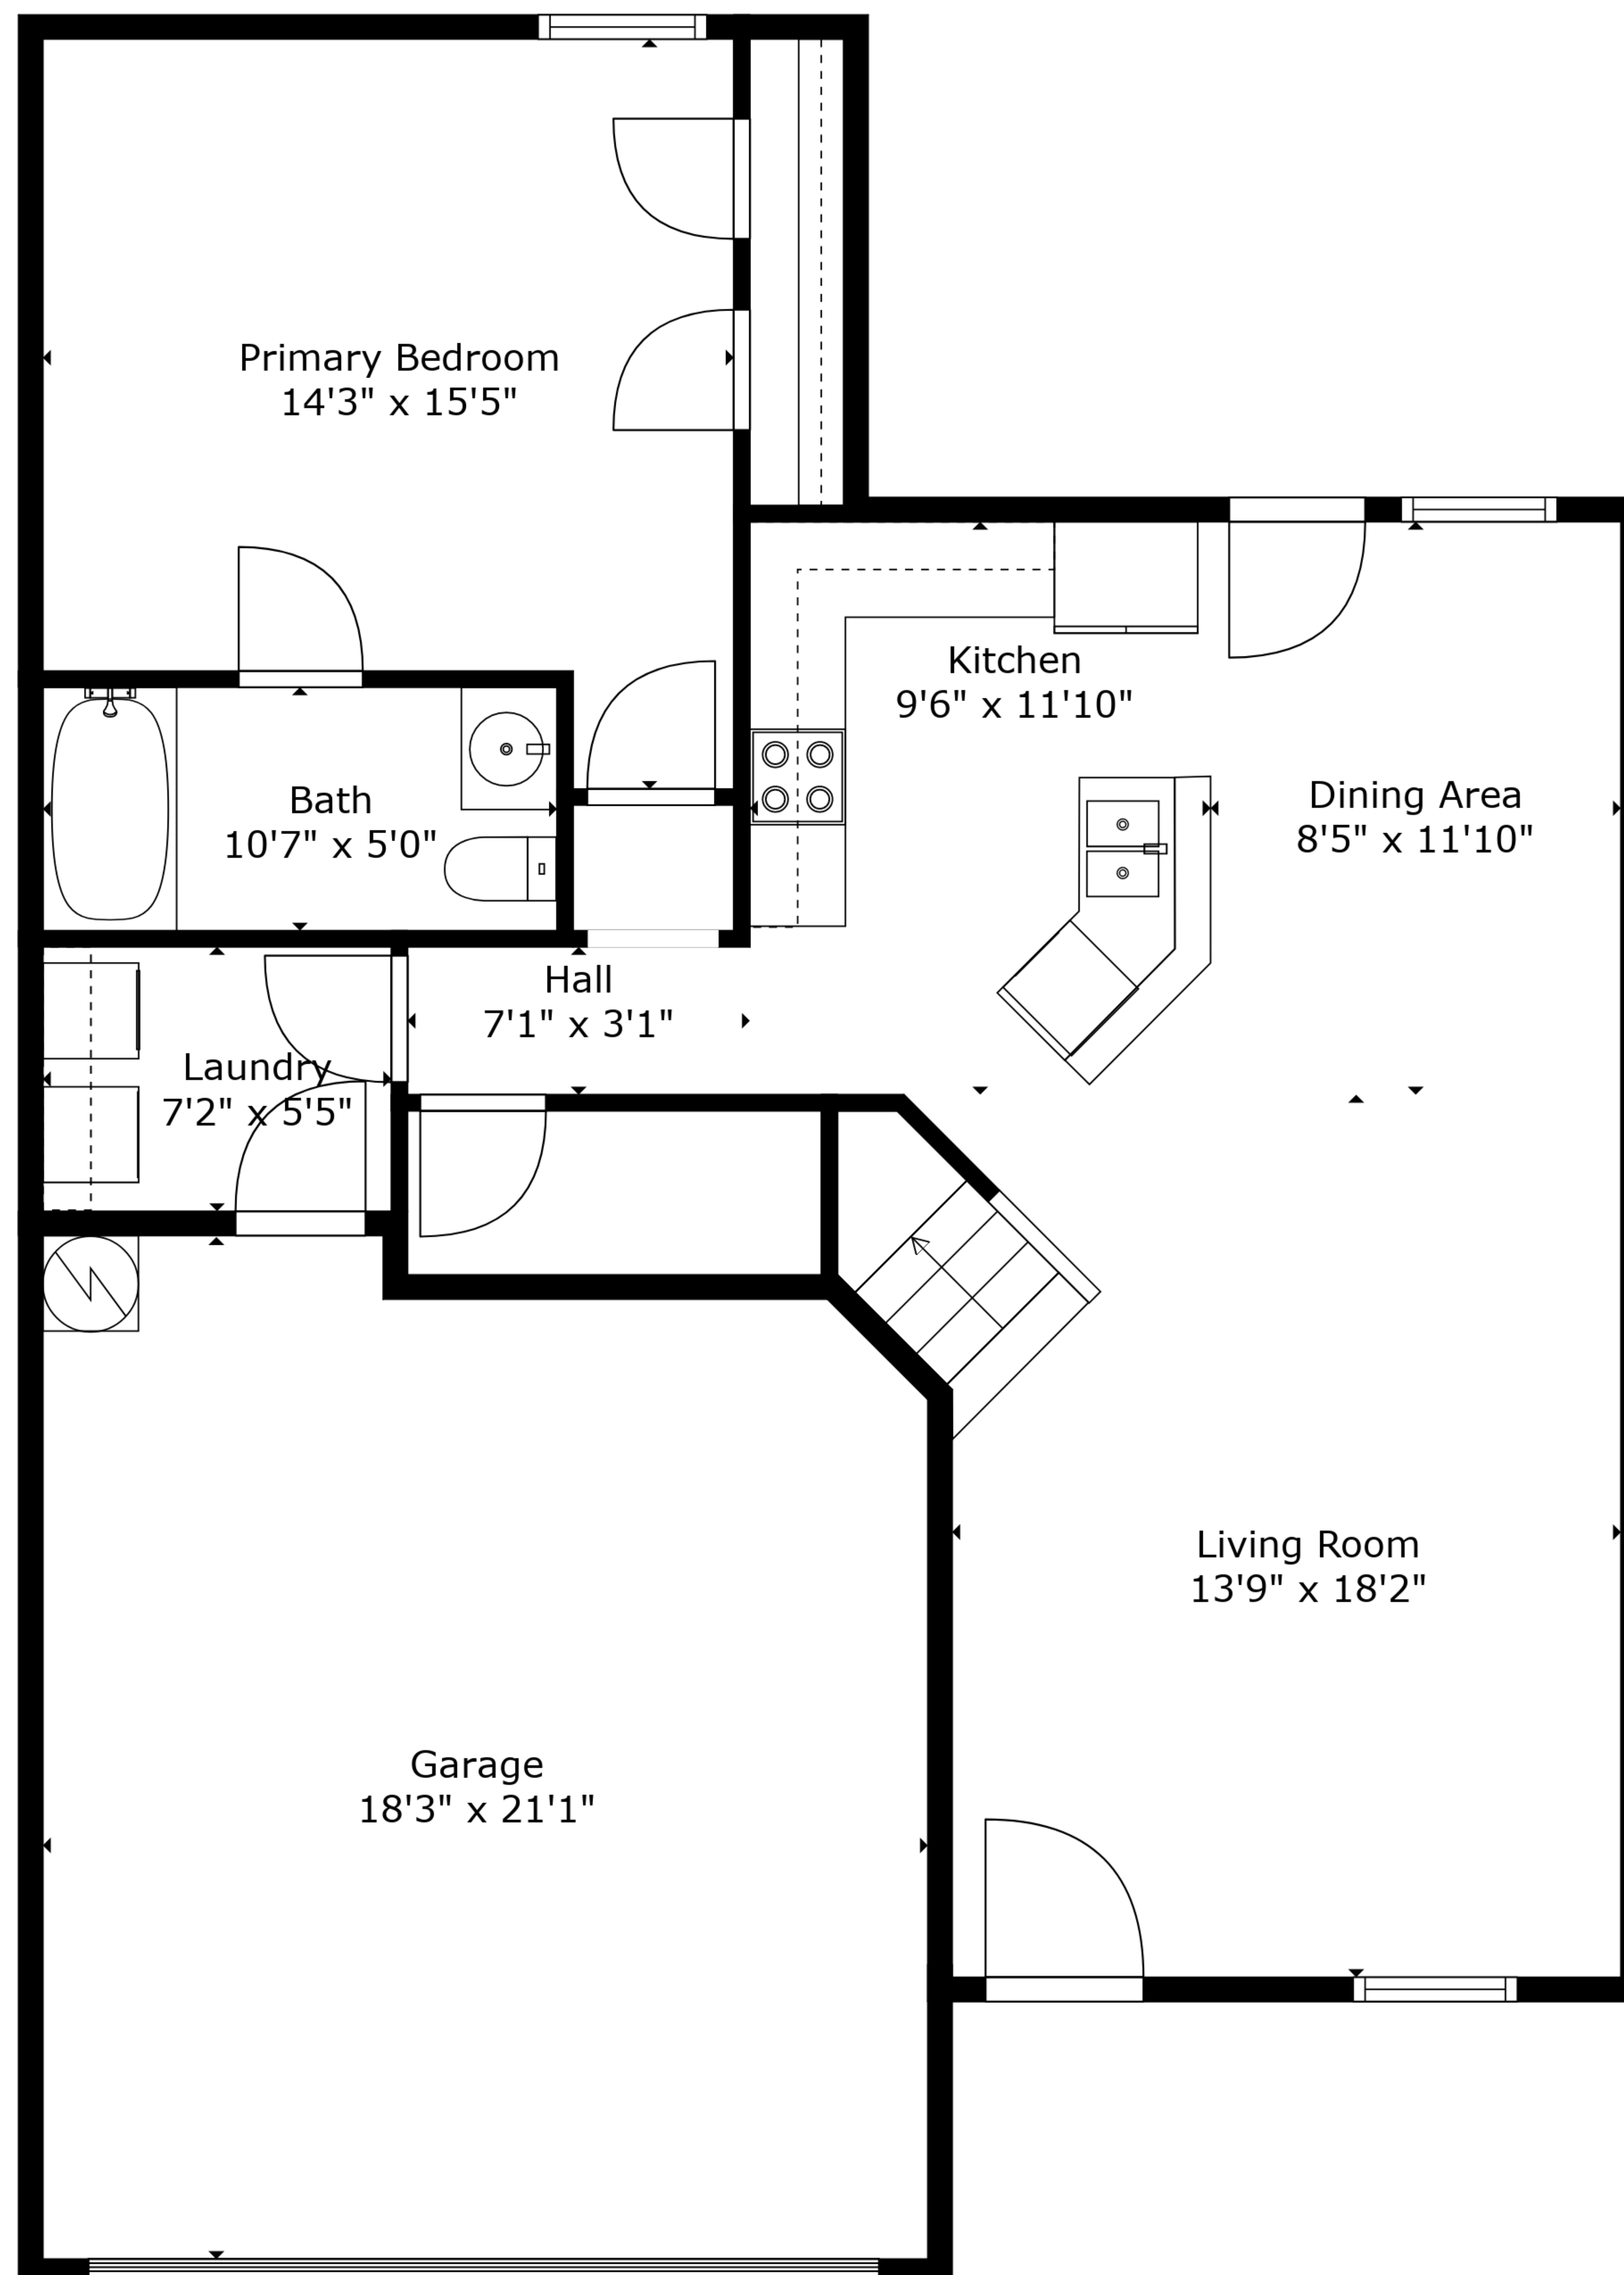 Primary Bedroom
14'3" x 15'5"
Kitchen
9'6" x 11'10"
Bath
10'7" x 5'0"
Dining Area
8'5" x 11'10"
Hall
7'1" x 3'1"
Laundry
7'2" x 5'5"
Living Room
13'9" x 18'2"
Garage
18'3" x 21'1"